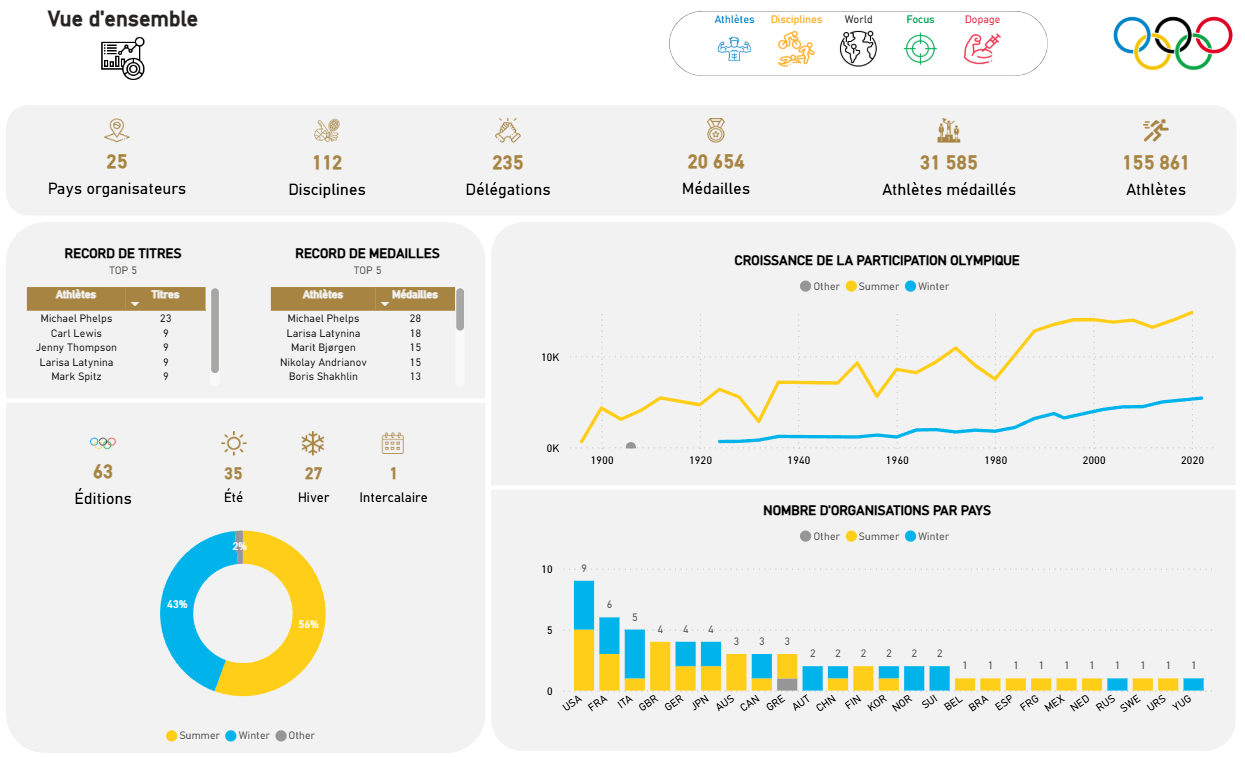 Vue d'ensemble
Athlètes Disciplines World Focus Dopage
25 112 235 20 654 31 585 155 861
Pays organisateurs Disciplines Délégations Médailles Athlètes médaillés Athlètes
RECORD DE TITRES
TOP 5
Athlètes Titres
Michael Phelps 23
Carl Lewis 9
Jenny Thompson 9
Larisa Latynina 9
Mark Spitz 9
RECORD DE MEDAILLES
TOP 5
Athlètes Médailles
Michael Phelps 28
Larisa Latynina 18
Marit Bjørgen 15
Nikolay Andrianov 15
Boris Shakhlin 13
CROISSANCE DE LA PARTICIPATION OLYMPIQUE
Other Summer Winter
10K
0K
1900 1920 1940 1960 1980 2000 2020
63 35 27 1
Éditions Été Hiver Intercalaire
2%
43%
56%
Summer Winter Other
NOMBRE D'ORGANISATIONS PAR PAYS
Other Summer Winter
10
5
0
9 6 5 4 4 4 3 3 3 2 2 2 2 2 2 1 1 1 1 1 1 1 1 1 1
USA FRA ITA GBR GER JPN AUS CAN GRE AUT CHN FIN KOR NOR SUI BEL BRA ESP FRG MEX NED RUS SWE URS YUG